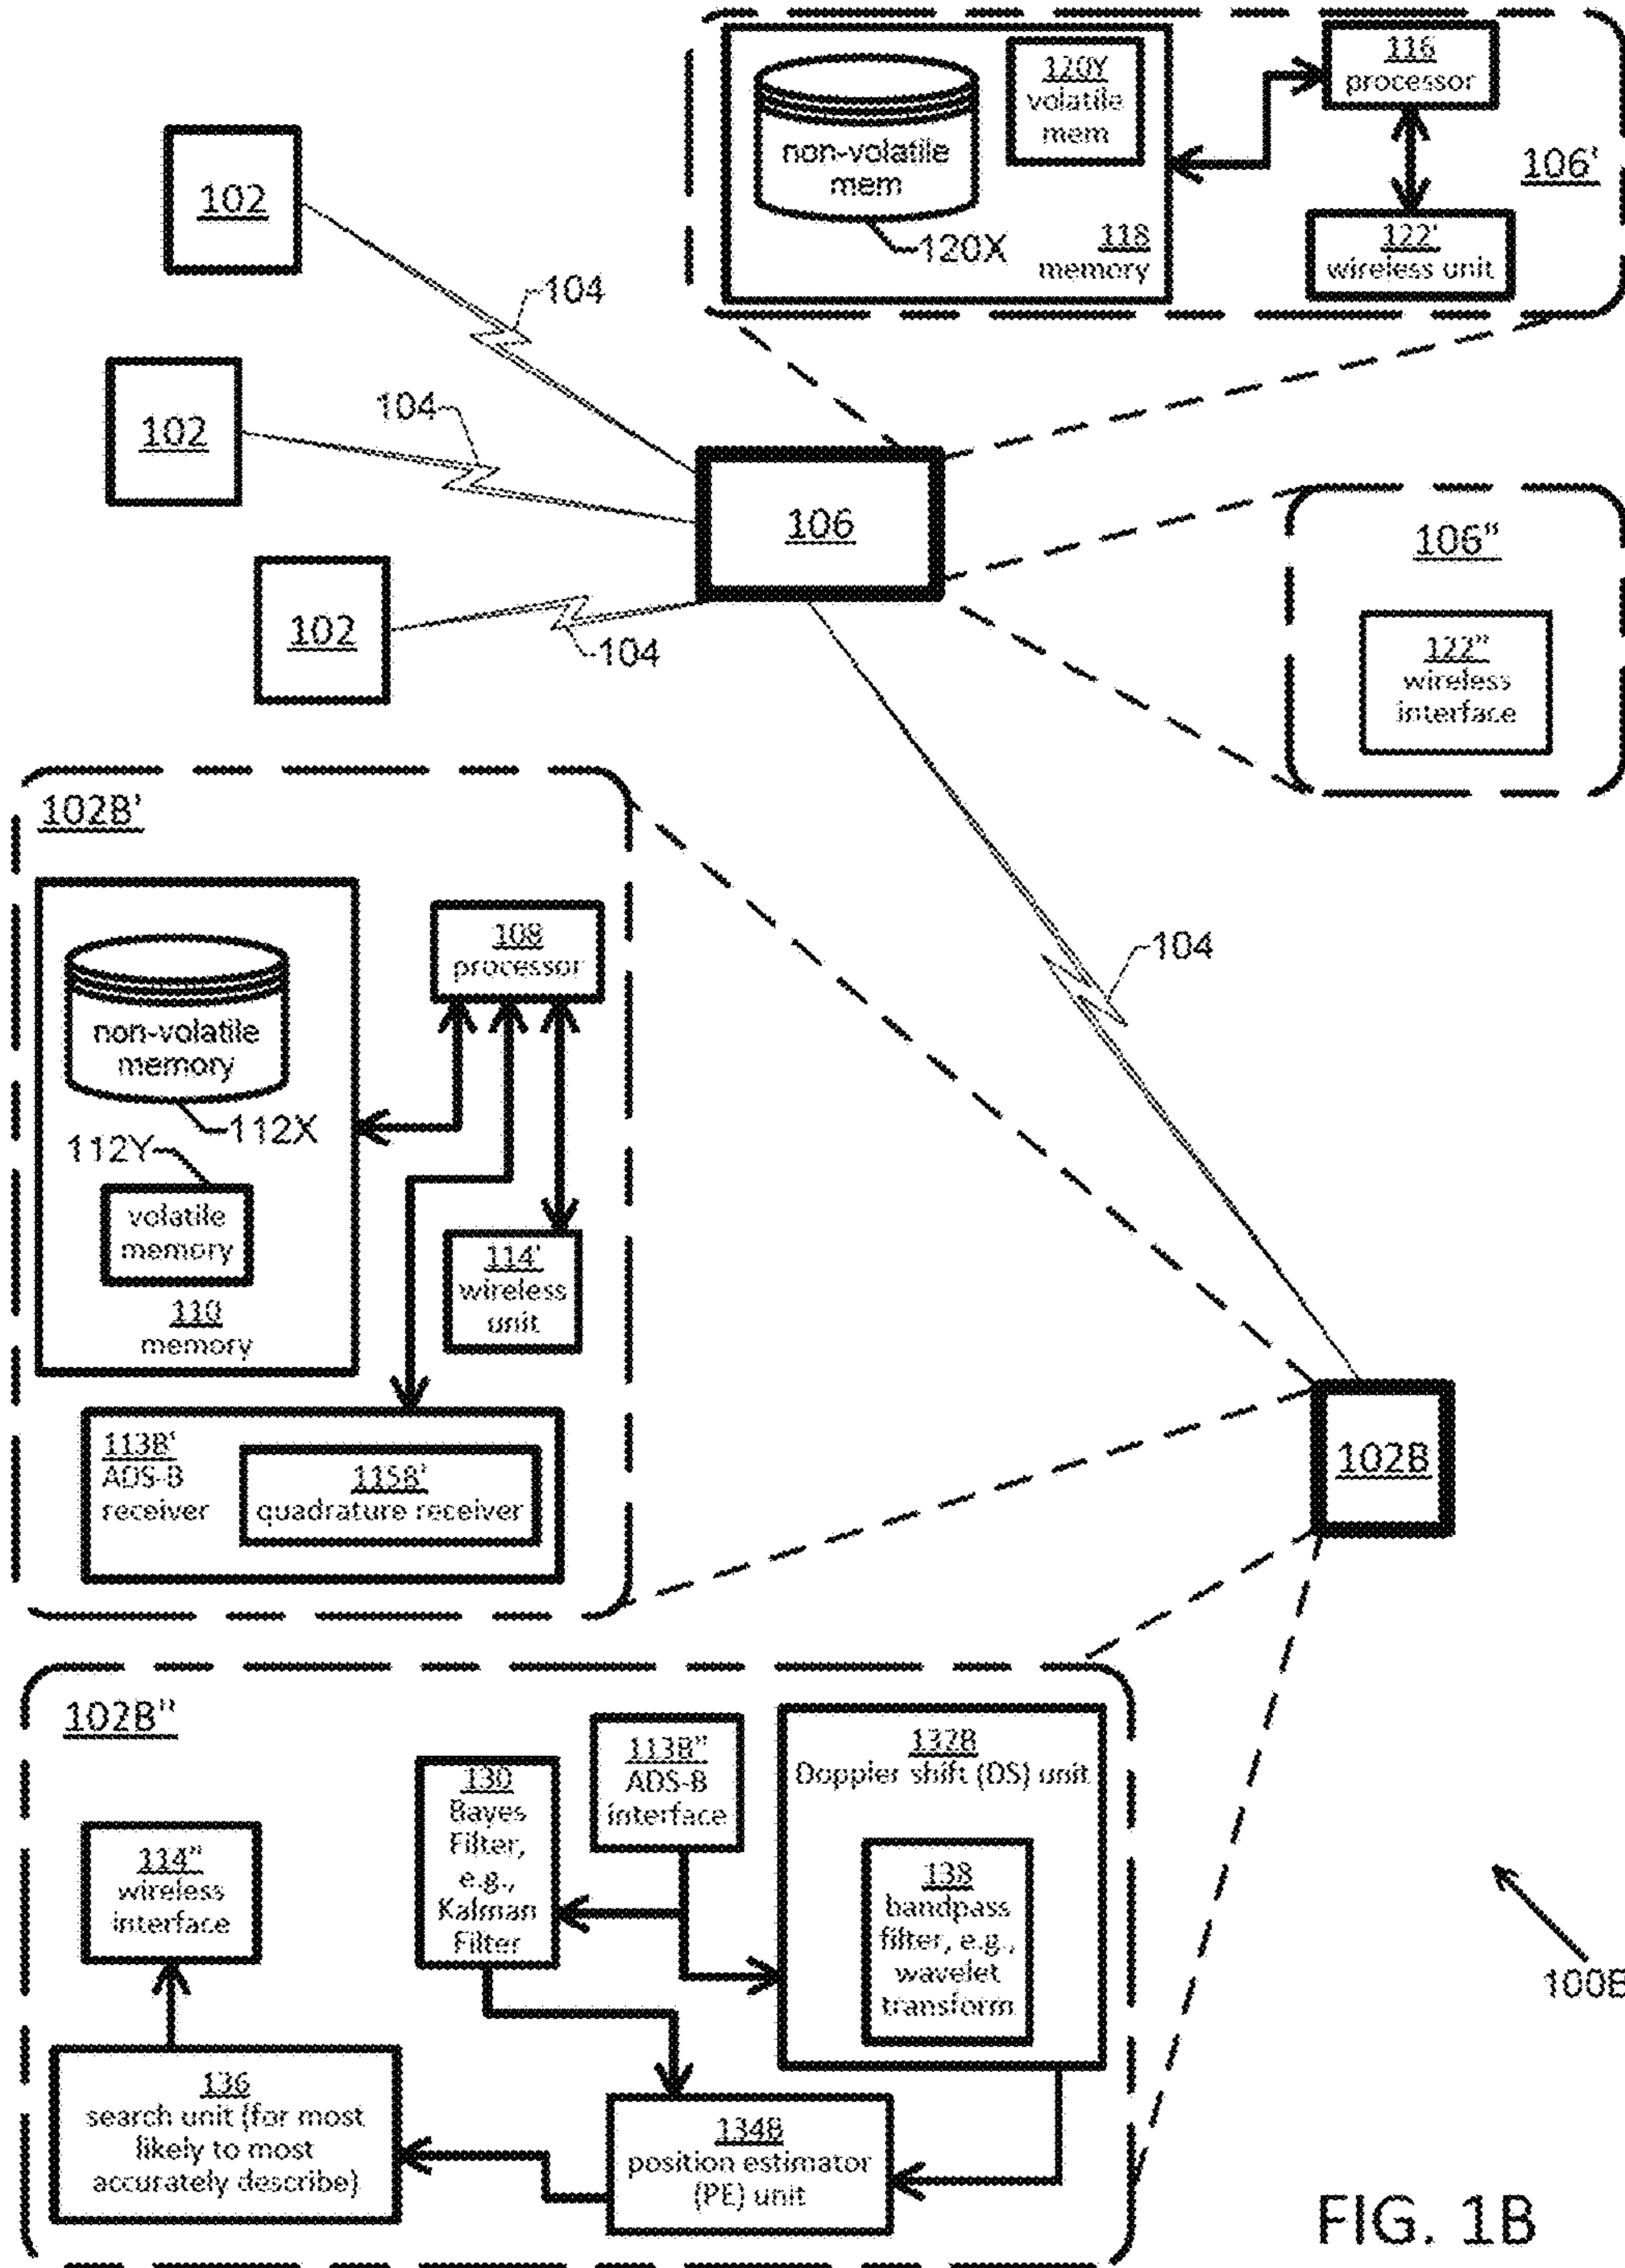 120Y
volatile
mem
non-volatile
mem
120X
118
memory
116
processor
106'
122'
wireless unit
102
104
102
104
102
104
106
106"
122"
wireless
interface
102B'
108
processor
non-volatile
memory
112X
112Y
volatile
memory
110
memory
114'
wireless
unit
113B'
ADS-B
receiver
115B'
quadrature receiver
104
102B
102B"
130
Bayes
Filter,
e.g.,
Kalman
Filter
113B"
ADS-B
interface
132B
Doppler shift (DS) unit
138
bandpass
filter, e.g.,
wavelet
transform
114"
wireless
interface
136
search unit (for most
likely to most
accurately describe)
134B
position estimator
(PE) unit
100B
FIG. 1B